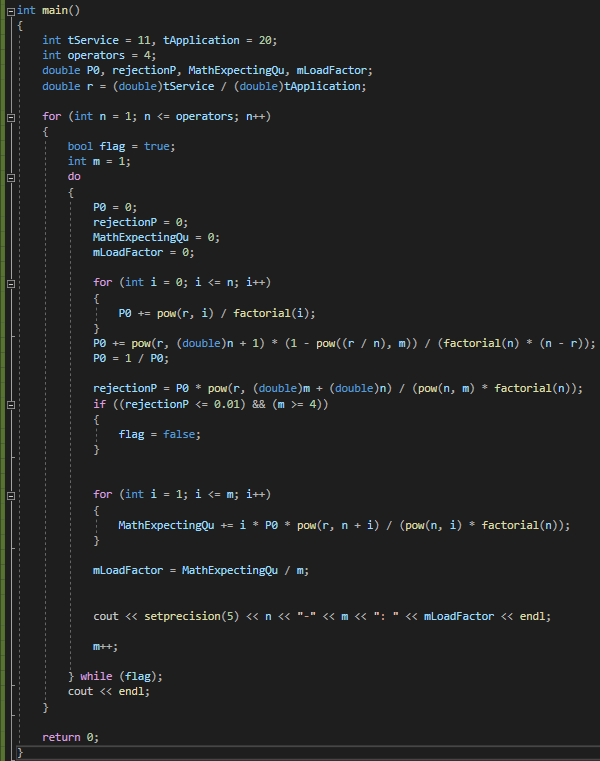 int main()
{
int tService = 11, tApplication = 20;
int operators = 4;
double P0, rejectionP, MathExpectingQu, mLoadFactor;
double r = (double)tService / (double)tApplication;
for (int n = 1; n <= operators; n++)
{
bool flag = true;
int m = 1;
do
{
P0 = 0;
rejectionP = 0;
MathExpectingQu = 0;
mLoadFactor = 0;
for (int i = 0; i <= n; i++)
{
P0 += pow(r, i) / factorial(i);
}
P0 += pow(r, (double)n + 1) * (1 - pow((r / n), m)) / (factorial(n) * (n - r));
P0 = 1 / P0;
rejectionP = P0 * pow(r, (double)m + (double)n) / (pow(n, m) * factorial(n));
if ((rejectionP <= 0.01) && (m >= 4))
{
flag = false;
}
for (int i = 1; i <= m; i++)
{
MathExpectingQu += i * P0 * pow(r, n + i) / (pow(n, i) * factorial(n));
}
mLoadFactor = MathExpectingQu / m;
cout << setprecision(5) << n << "-" << m << ": " << mLoadFactor << endl;
m++;
} while (flag);
cout << endl;
}
return 0;
}